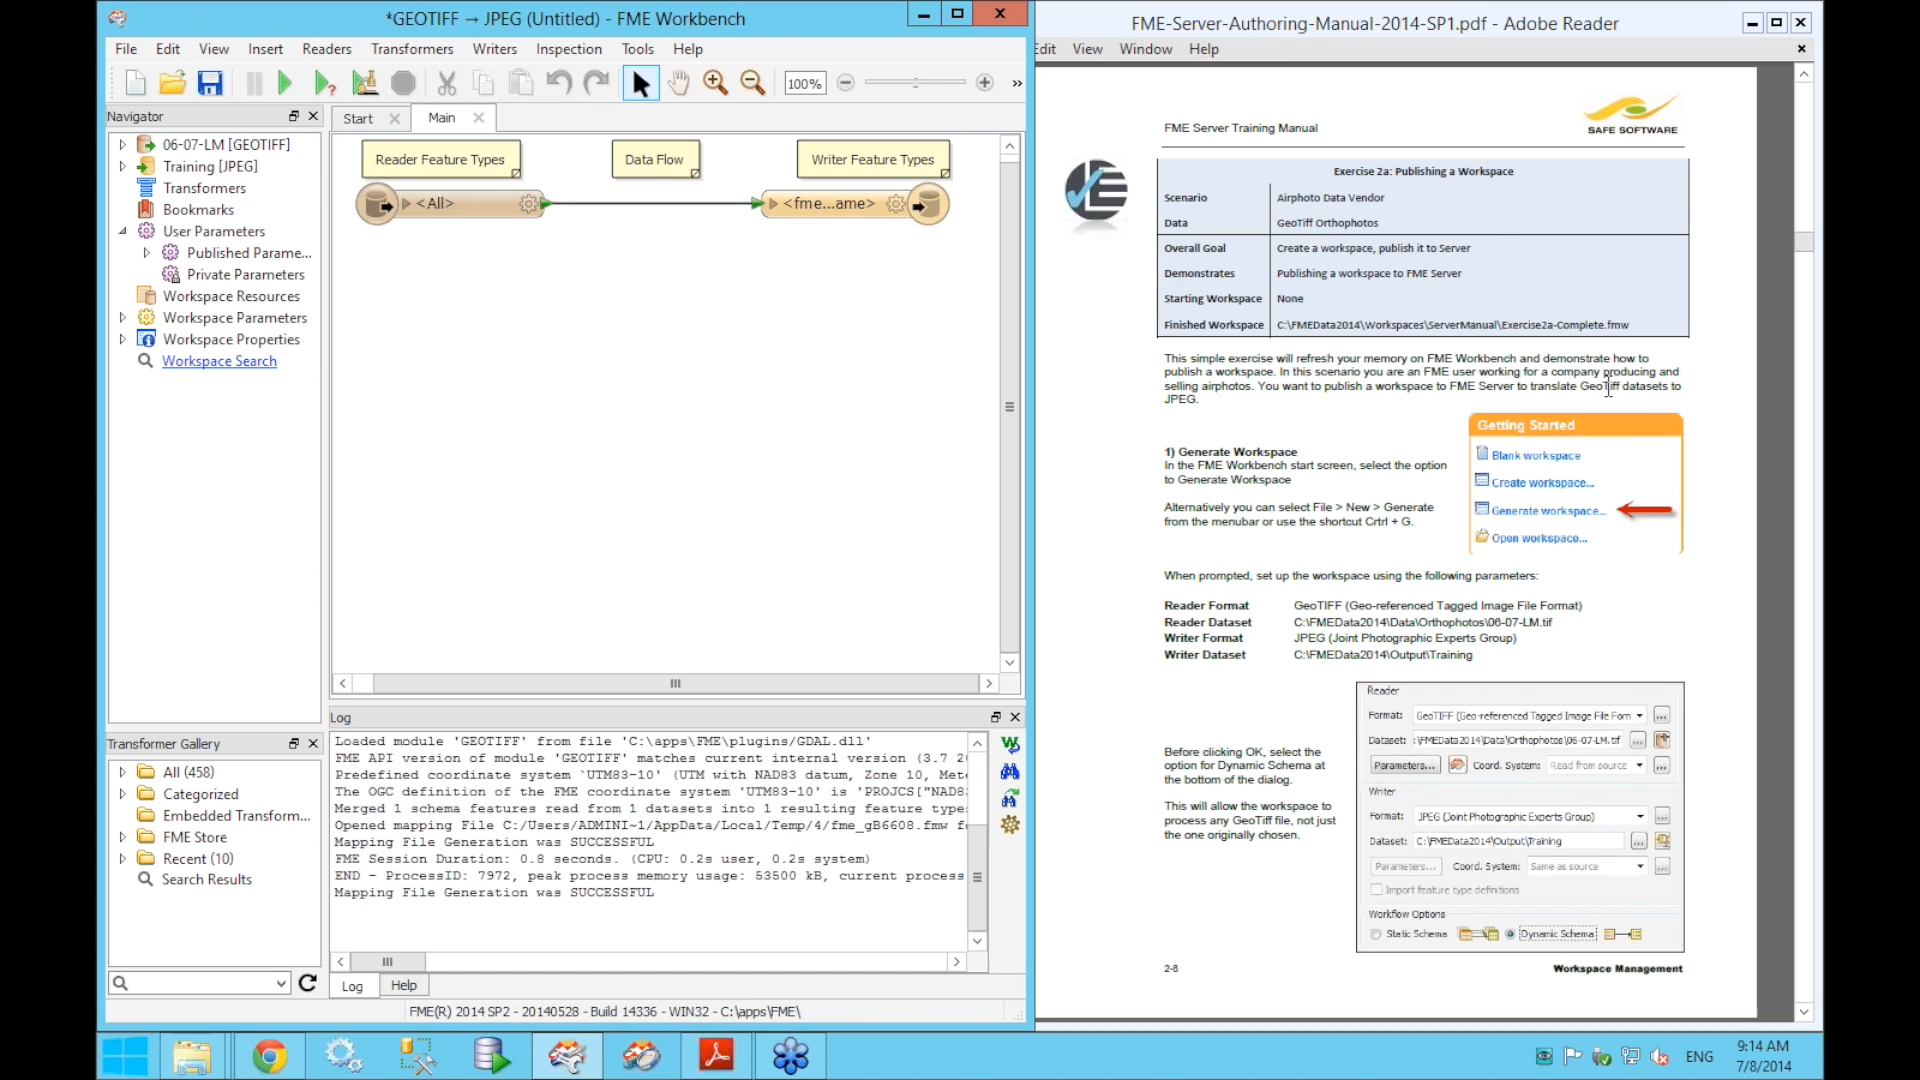 *GEOTIFF → JPEG (Untitled) - FME Workbench
File Edit View Insert Readers Transformers Writers Inspection Tools Help
100%
»
Navigator
06-07-LM [GEOTIFF]
Training [JPEG]
Transformers
Bookmarks
User Parameters
Published Parame...
Private Parameters
Workspace Resources
Workspace Parameters
Workspace Properties
Workspace Search
Start
Main
Reader Feature Types
Data Flow
Writer Feature Types
<All>
<fme...ame>
Transformer Gallery
All (458)
Categorized
Embedded Transform...
FME Store
Recent (10)
Search Results
Log
Loaded module 'GEOTIFF' from file 'C:\apps\FME\plugins/GDAL.dll'
FME API version of module 'GEOTIFF' matches current internal version (3.7 20
Predefined coordinate system `UTM83-10' (UTM with NAD83 datum, Zone 10, Mete
The OGC definition of the FME coordinate system 'UTM83-10' is 'PROJCS["NAD83
Merged 1 schema features read from 1 datasets into 1 resulting feature types
Opened mapping File C:/Users/ADMINI~1/AppData/Local/Temp/4/fme_gB6608.fmw fo
Mapping File Generation was SUCCESSFUL
FME Session Duration: 0.8 seconds. (CPU: 0.2s user, 0.2s system)
END - ProcessID: 7972, peak process memory usage: 53500 kB, current process
Mapping File Generation was SUCCESSFUL
Log
Help
FME(R) 2014 SP2 - 20140528 - Build 14336 - WIN32 - C:\apps\FME\
FME-Server-Authoring-Manual-2014-SP1.pdf - Adobe Reader
Edit View Window Help
FME Server Training Manual
SAFE SOFTWARE
Exercise 2a: Publishing a Workspace
Scenario Airphoto Data Vendor
Data GeoTiff Orthophotos
Overall Goal Create a workspace, publish it to Server
Demonstrates Publishing a workspace to FME Server
Starting Workspace None
Finished Workspace C:\FMEData2014\Workspaces\ServerManual\Exercise2a-Complete.fmw
This simple exercise will refresh your memory on FME Workbench and demonstrate how to
publish a workspace. In this scenario you are an FME user working for a company producing and
selling airphotos. You want to publish a workspace to FME Server to translate GeoTiff datasets to
JPEG.
1) Generate Workspace
In the FME Workbench start screen, select the option
to Generate Workspace
Alternatively you can select File > New > Generate
from the menubar or use the shortcut Crtrl + G.
Getting Started
Blank workspace
Create workspace...
Generate workspace...
Open workspace...
When prompted, set up the workspace using the following parameters:
Reader Format GeoTIFF (Geo-referenced Tagged Image File Format)
Reader Dataset C:\FMEData2014\Data\Orthophotos\06-07-LM.tif
Writer Format JPEG (Joint Photographic Experts Group)
Writer Dataset C:\FMEData2014\Output\Training
Before clicking OK, select the
option for Dynamic Schema at
the bottom of the dialog.
This will allow the workspace to
process any GeoTiff file, not just
the one originally chosen.
Reader
Format: GeoTIFF (Geo-referenced Tagged Image File Form ...
Dataset: :\FMEData2014\Data\Orthophotos\06-07-LM.tif ...
Parameters... Coord. System: Read from source ...
Writer
Format: JPEG (Joint Photographic Experts Group) ...
Dataset: C:\FMEData2014\Output\Training ...
Parameters... Coord. System: Same as source ...
Import feature type definitions
Workflow Options
Static Schema Dynamic Schema
2-8
Workspace Management
ENG
9:14 AM
7/8/2014